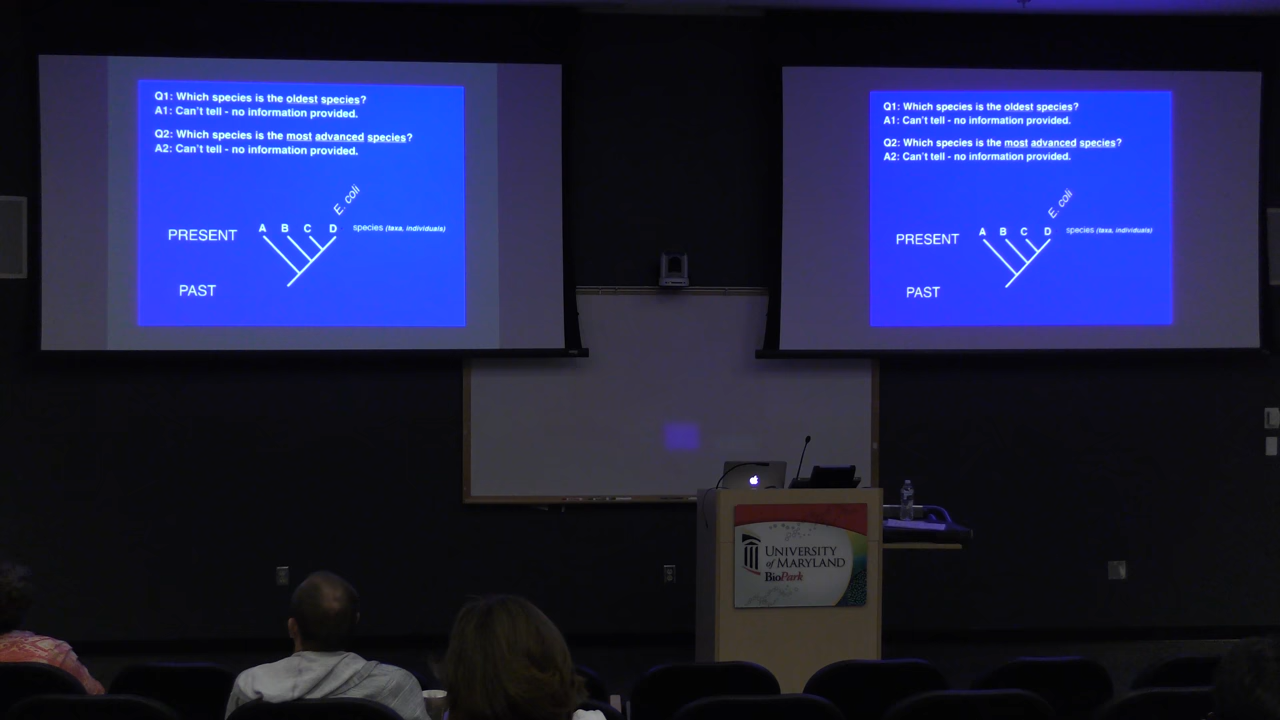 Q1: Which species is the oldest species?
A1: Can't tell - no information provided.
Q2: Which species is the most advanced species?
A2: Can't tell - no information provided.
E. coli
PRESENT A B C D species (taxa, individuals)
PAST
Q1: Which species is the oldest species?
A1: Can't tell - no information provided.
Q2: Which species is the most advanced species?
A2: Can't tell - no information provided.
E. coli
PRESENT A B C D species (taxa, individuals)
PAST
UNIVERSITY
of MARYLAND
BioPark